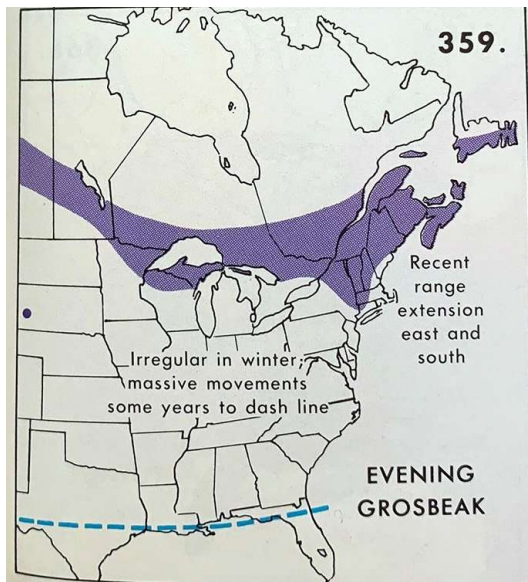 359.
Recent
range
extension
east and
south
Irregular in winter;
massive movements
some years to dash line
EVENING
GROSBEAK